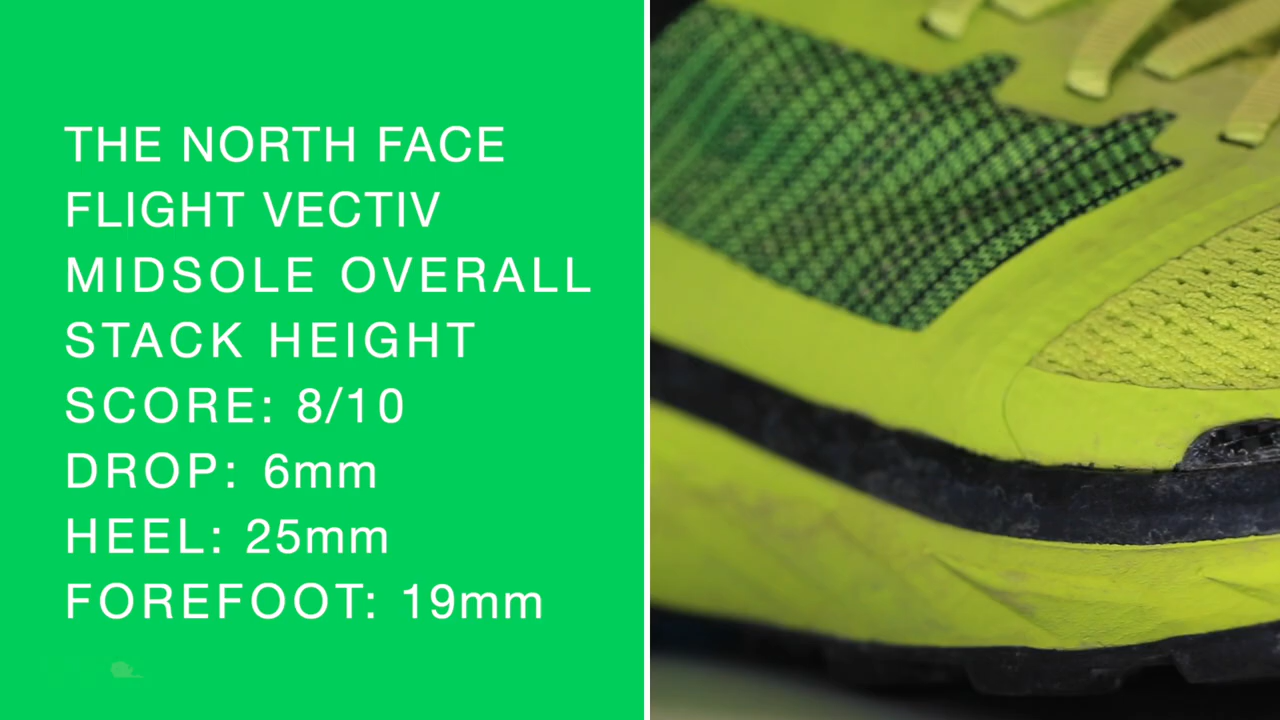 THE NORTH FACE
FLIGHT VECTIV
MIDSOLE OVERALL
STACK HEIGHT
SCORE: 8/10
DROP: 6mm
HEEL: 25mm
FOREFOOT: 19mm